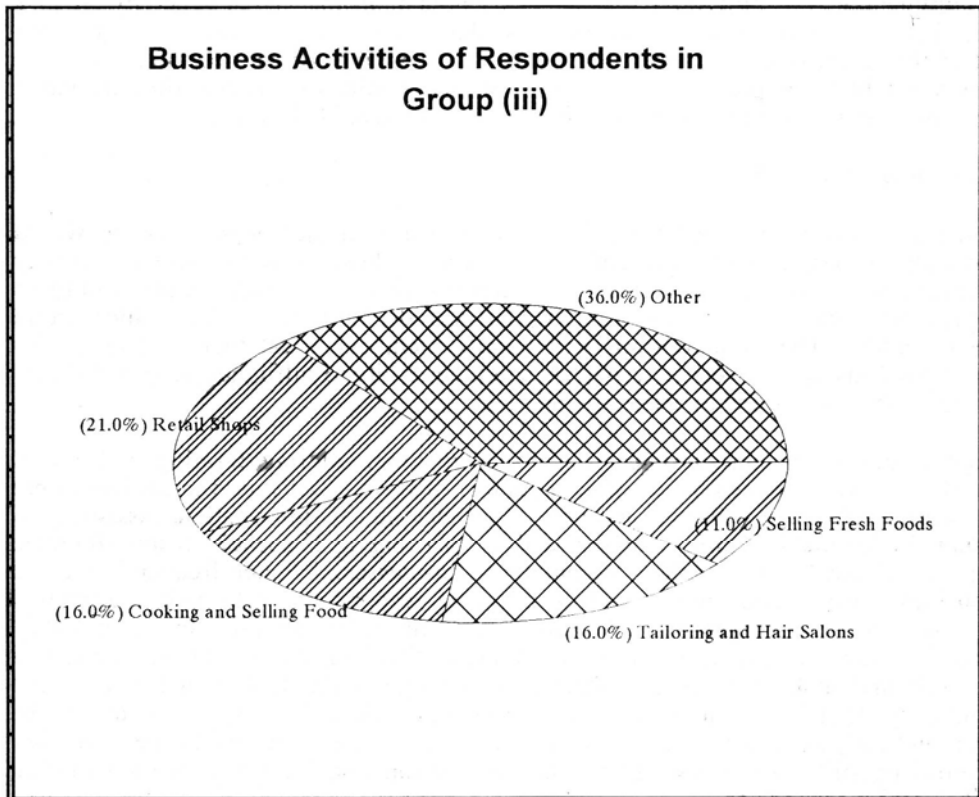 Business Activities of Respondents in
Group (iii)
(36.0%) Other
(21.0%) Retail Shops
(11.0%) Selling Fresh Foods
(16.0%) Cooking and Selling Food
(16.0%) Tailoring and Hair Salons